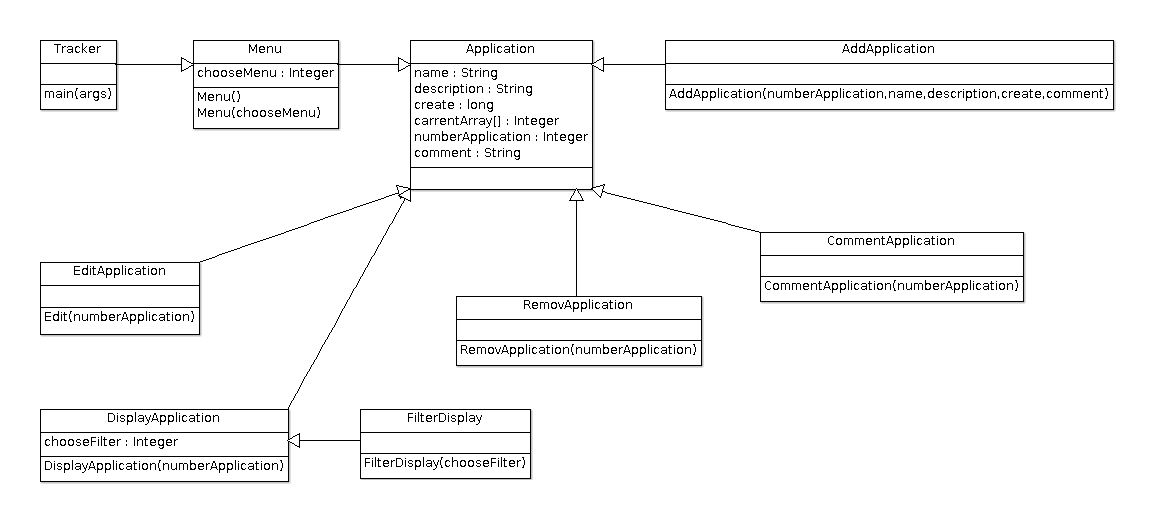 Tracker
main(args)
Menu
chooseMenu : Integer
Menu()
Menu(chooseMenu)
Application
name : String
description : String
create : long
carrentArray[] : Integer
numberApplication : Integer
comment : String
AddApplication
AddApplication(numberApplication,name,description,create,comment)
EditApplication
Edit(numberApplication)
RemovApplication
RemovApplication(numberApplication)
CommentApplication
CommentApplication(numberApplication)
DisplayApplication
chooseFilter : Integer
DisplayApplication(numberApplication)
FilterDisplay
FilterDisplay(chooseFilter)